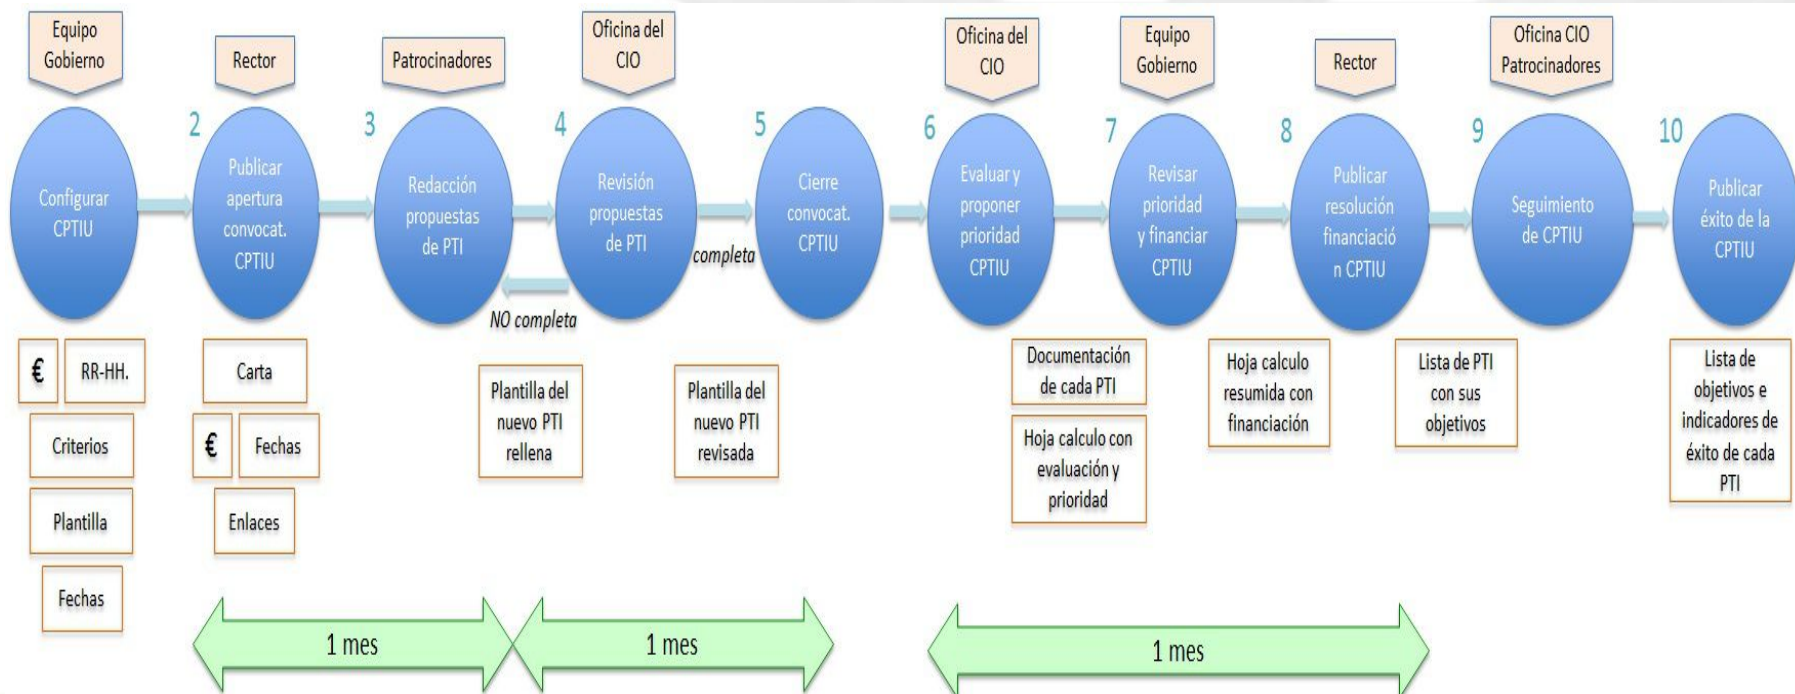 Equipo
Gobierno
Rector
Patrocinadores
Oficina del
CIO
Oficina del
CIO
Equipo
Gobierno
Rector
Oficina CIO
Patrocinadores
Configurar
CPTIU
2
Publicar
apertura
convocat.
CPTIU
3
Redacción
propuestas
de PTI
4
Revisión
propuestas
de PTI
5
Cierre
convocat.
CPTIU
6
Evaluar y
proponer
prioridad
CPTIU
7
Revisar
prioridad
y financiar
CPTIU
8
Publicar
resolución
financiació
n CPTIU
9
Seguimiento
de CPTIU
10
Publicar
éxito de la
CPTIU
NO completa
completa
€
RR-HH.
Criterios
Plantilla
Fechas
Carta
€
Fechas
Enlaces
Plantilla del
nuevo PTI
rellena
Plantilla del
nuevo PTI
revisada
Documentación
de cada PTI
Hoja calculo con
evaluación y
prioridad
Hoja calculo
resumida con
financiación
Lista de PTI
con sus
objetivos
Lista de
objetivos e
indicadores de
éxito de cada
PTI
1 mes
1 mes
1 mes